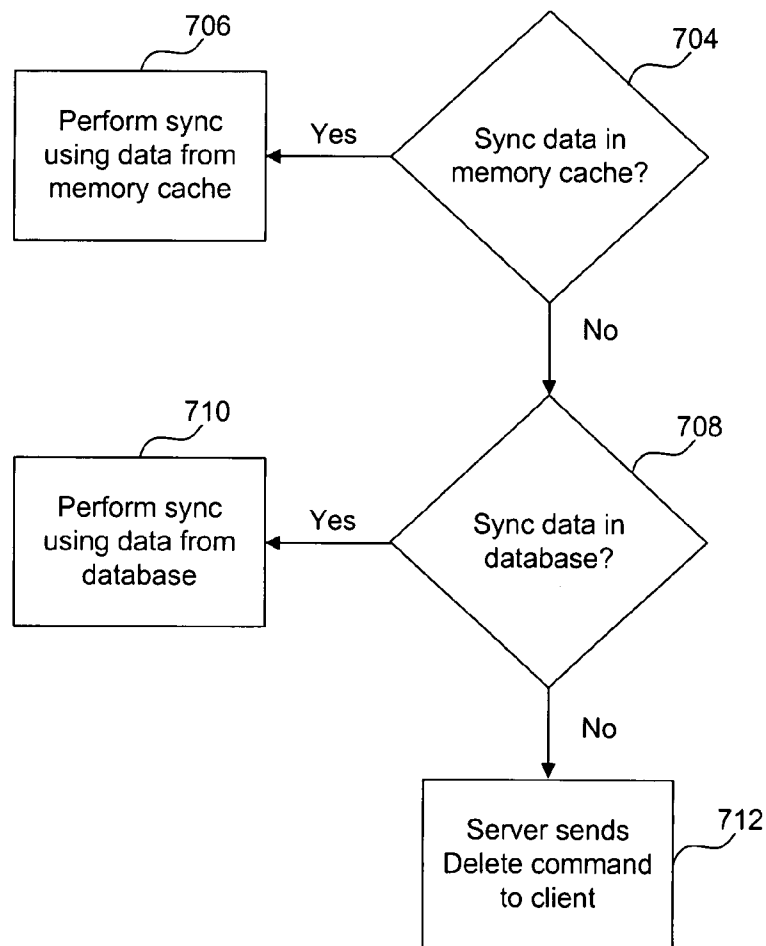 706
704
Perform sync
using data from
memory cache
Yes
Sync data in
memory cache?
No
710
708
Perform sync
using data from
database
Yes
Sync data in
database?
No
Server sends
Delete command
to client
712